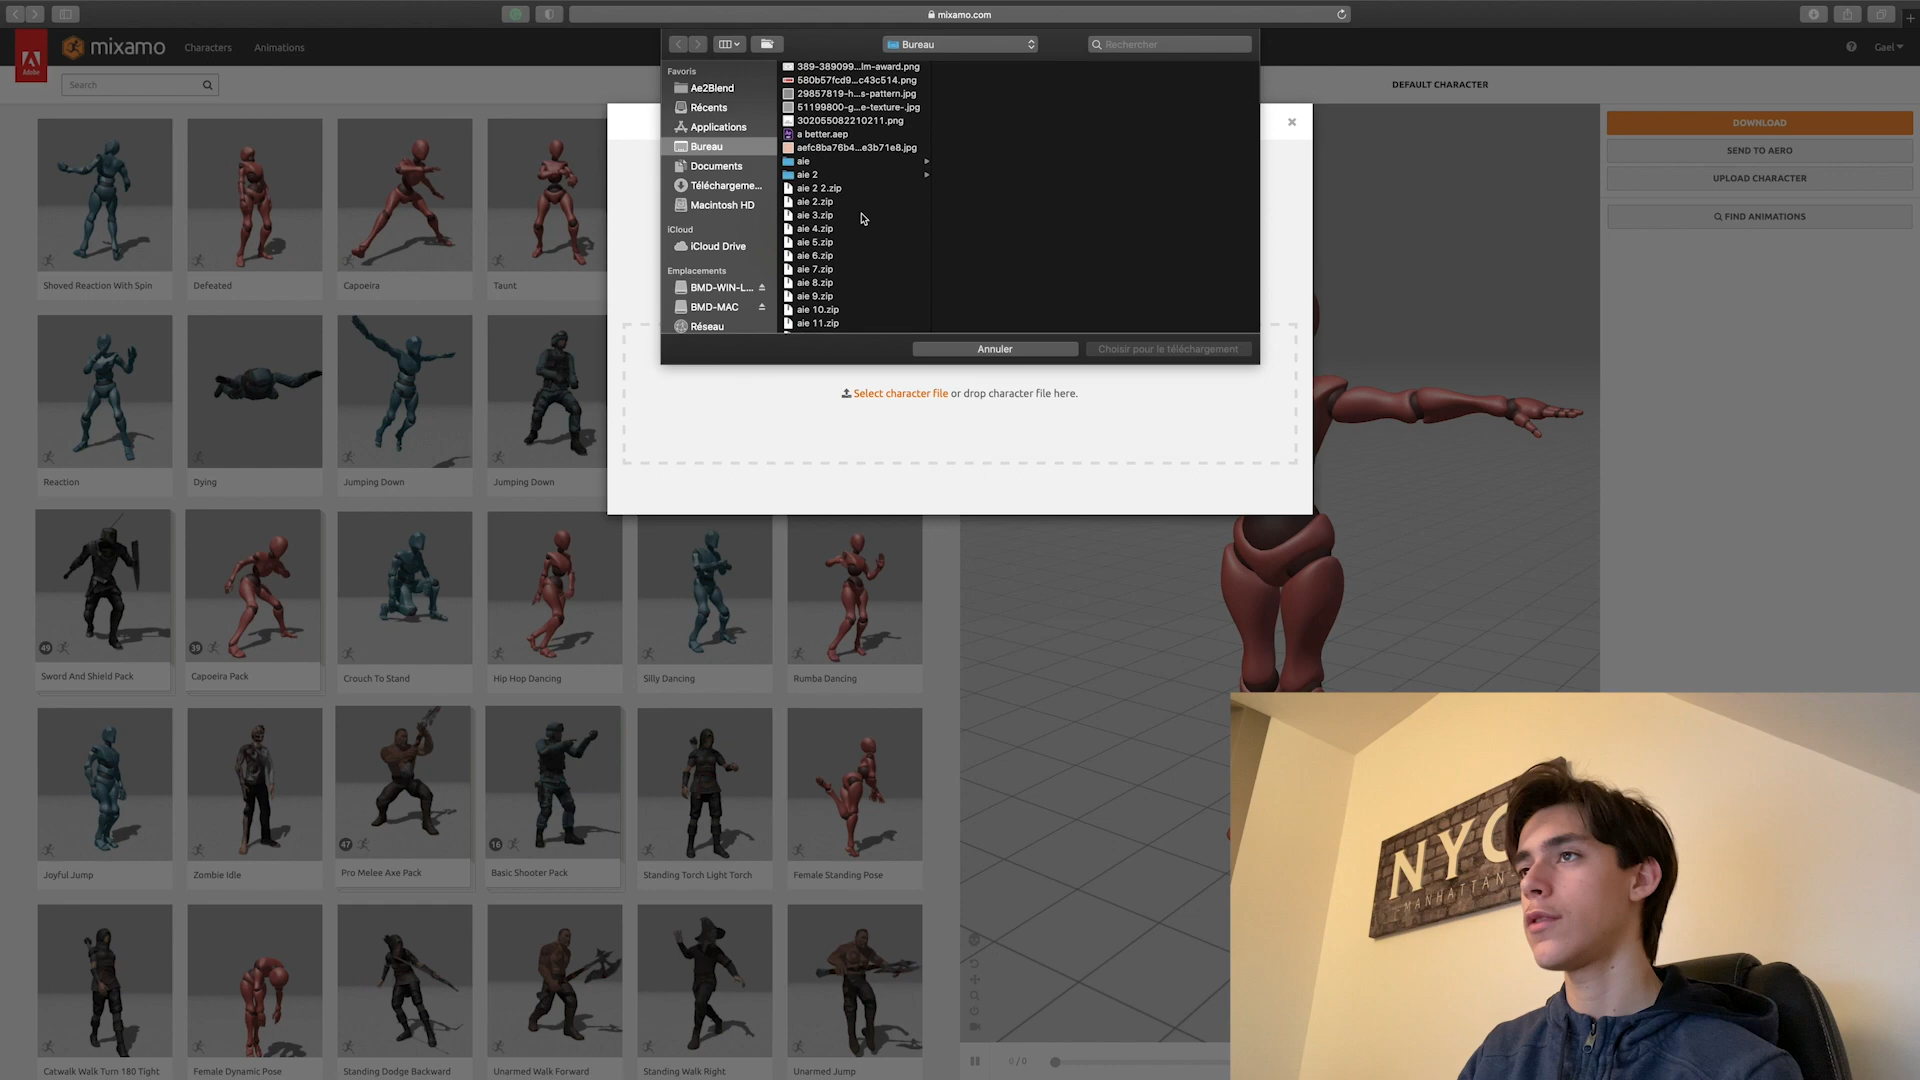 mixamo.com
Adobe
mixamo
Characters
Animations
Gael
Search
Bureau
Rechercher
Favoris
Ae2Blend
Récents
Applications
Bureau
Documents
Téléchargeme...
Macintosh HD
iCloud
iCloud Drive
Emplacements
BMD-WIN-L...
BMD-MAC
Réseau
389-389099...lm-award.png
580b57fcd9...c43c514.png
29857819-h...s-pattern.jpg
51199800-g...e-texture-.jpg
302055082210211.png
a better.aep
aefc8ba76b4...e3b71e8.jpg
aie
aie 2
aie 2 2.zip
aie 2.zip
aie 3.zip
aie 4.zip
aie 5.zip
aie 6.zip
aie 7.zip
aie 8.zip
aie 9.zip
aie 10.zip
aie 11.zip
Annuler
Choisir pour le téléchargement
Select character file or drop character file here.
DEFAULT CHARACTER
DOWNLOAD
SEND TO AERO
UPLOAD CHARACTER
FIND ANIMATIONS
Shoved Reaction With Spin
Defeated
Capoeira
Taunt
Reaction
Dying
Jumping Down
Jumping Down
49
Sword And Shield Pack
39
Capoeira Pack
Crouch To Stand
Hip Hop Dancing
Silly Dancing
Rumba Dancing
Joyful Jump
Zombie Idle
47
Pro Melee Axe Pack
16
Basic Shooter Pack
Standing Torch Light Torch
Female Standing Pose
Catwalk Walk Turn 180 Tight
Female Dynamic Pose
Standing Dodge Backward
Unarmed Walk Forward
Standing Walk Right
Unarmed Jump
0 / 0
NYC
MANHATTAN